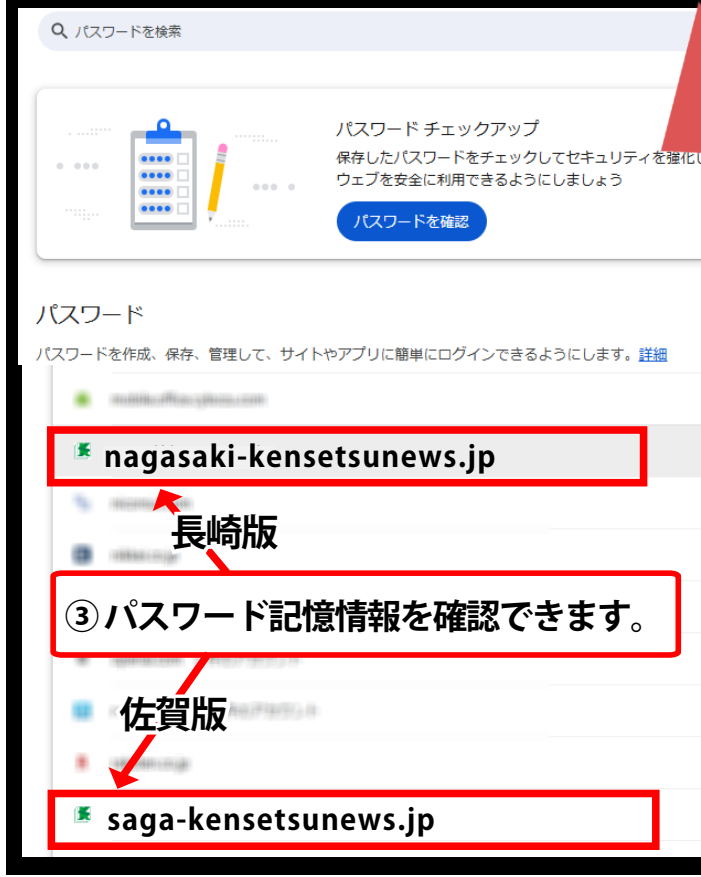 パスワードを検索
パスワード チェックアップ
保存したパスワードをチェックしてセキュリティを強化し
ウェブを安全に利用できるようにしましょう
パスワードを確認
パスワード
パスワードを作成、保存、管理して、サイトやアプリに簡単にログインできるようにします。詳細
nagasaki-kensetsunews.jp
長崎版
③パスワード記憶情報を確認できます。
佐賀版
saga-kensetsunews.jp